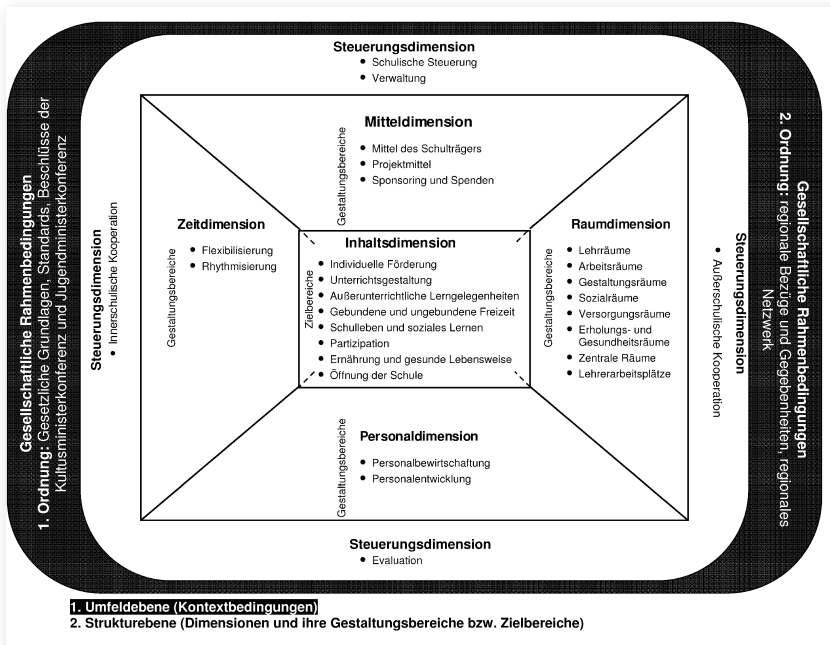 Steuerungsdimension
• Schulische Steuerung
• Verwaltung
Gesellschaftliche Rahmenbedingungen
1. Ordnung: Gesetzliche Grundlagen, Standards, Beschlüsse der
Kultusministerkonferenz und Jugendministerkonferenz
Steuerungsdimension
• Innerschulische Kooperation
Mitteldimension
Gestaltungsbereiche
• Mittel des Schulträgers
• Projektmittel
• Sponsoring und Spenden
Zeitdimension
Gestaltungsbereiche
• Flexibilisierung
• Rhythmisierung
Inhaltsdimension
Zielbereiche
• Individuelle Förderung
• Unterrichtsgestaltung
• Außerunterrichtliche Lerngelegenheiten
• Gebundene und ungebundene Freizeit
• Schulleben und soziales Lernen
• Partizipation
• Ernährung und gesunde Lebensweise
• Öffnung der Schule
Raumdimension
Gestaltungsbereiche
• Lehrräume
• Arbeitsräume
• Gestaltungsräume
• Sozialräume
• Versorgungsräume
• Erholungs- und
Gesundheitsräume
• Zentrale Räume
• Lehrerarbeitsplätze
Personaldimension
Gestaltungsbereiche
• Personalbewirtschaftung
• Personalentwicklung
Steuerungsdimension
• Außerschulische Kooperation
Gesellschaftliche Rahmenbedingungen
2. Ordnung: regionale Bezüge und Gegebenheiten, regionales
Netzwerk
Steuerungsdimension
• Evaluation
1. Umfeldebene (Kontextbedingungen)
2. Strukturebene (Dimensionen und ihre Gestaltungsbereiche bzw. Zielbereiche)